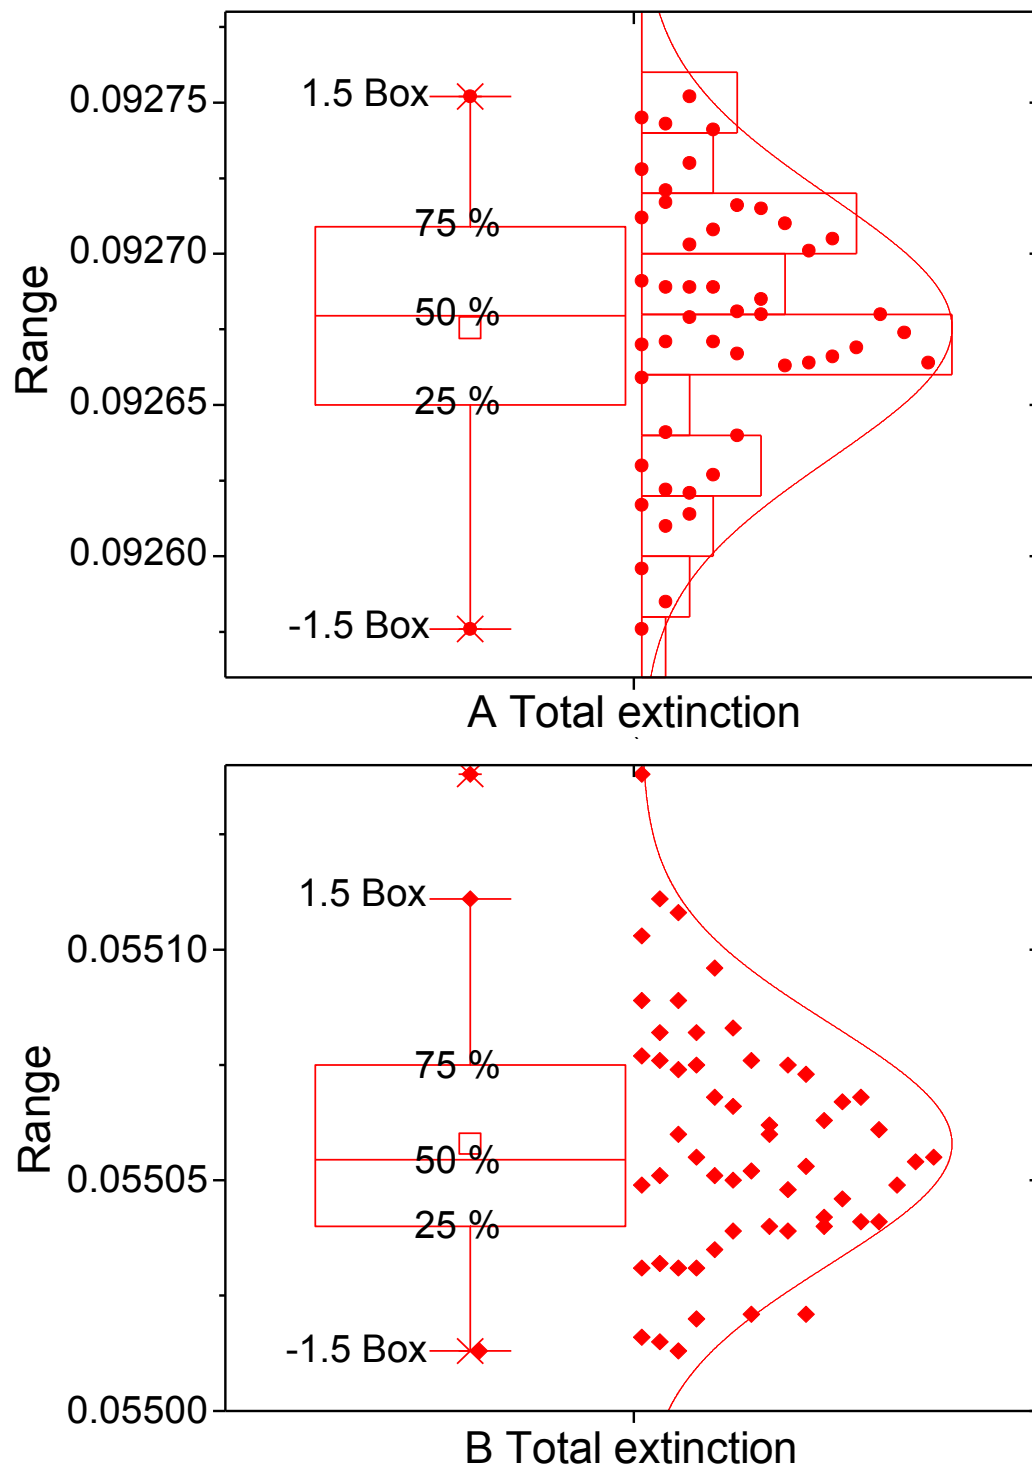 0.09275
0.09270
0.09265
0.09260
Range
1.5 Box
75 %
50 %
25 %
-1.5 Box
A Total extinction
0.05510
0.05505
0.05500
Range
1.5 Box
75 %
50 %
25 %
-1.5 Box
B Total extinction